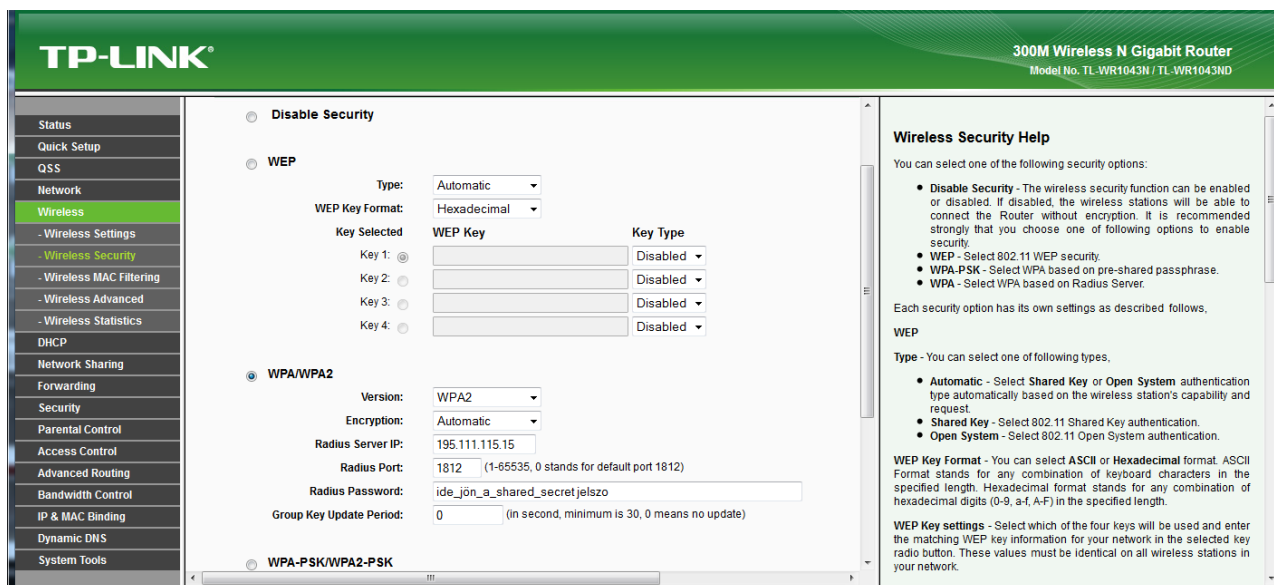 TP-LINK®
300M Wireless N Gigabit Router
Model No. TL-WR1043N / TL-WR1043ND
Status
Quick Setup
QSS
Network
Wireless
- Wireless Settings
- Wireless Security
- Wireless MAC Filtering
- Wireless Advanced
- Wireless Statistics
DHCP
Network Sharing
Forwarding
Security
Parental Control
Access Control
Advanced Routing
Bandwidth Control
IP & MAC Binding
Dynamic DNS
System Tools
Disable Security
WEP
Type: Automatic
WEP Key Format: Hexadecimal
Key Selected WEP Key Key Type
Key 1: Disabled
Key 2: Disabled
Key 3: Disabled
Key 4: Disabled
WPA/WPA2
Version: WPA2
Encryption: Automatic
Radius Server IP: 195.111.115.15
Radius Port: 1812 (1-65535, 0 stands for default port 1812)
Radius Password: ide_jön_a_shared_secret jelszo
Group Key Update Period: 0 (in second, minimum is 30, 0 means no update)
WPA-PSK/WPA2-PSK
Wireless Security Help
You can select one of the following security options:
• Disable Security - The wireless security function can be enabled
or disabled. If disabled, the wireless stations will be able to
connect the Router without encryption. It is recommended
strongly that you choose one of following options to enable
security.
• WEP - Select 802.11 WEP security.
• WPA-PSK - Select WPA based on pre-shared passphrase.
• WPA - Select WPA based on Radius Server.
Each security option has its own settings as described follows,
WEP
Type - You can select one of following types,
• Automatic - Select Shared Key or Open System authentication
type automatically based on the wireless station's capability and
request.
• Shared Key - Select 802.11 Shared Key authentication.
• Open System - Select 802.11 Open System authentication.
WEP Key Format - You can select ASCII or Hexadecimal format. ASCII
Format stands for any combination of keyboard characters in the
specified length. Hexadecimal format stands for any combination of
hexadecimal digits (0-9, a-f, A-F) in the specified length.
WEP Key settings - Select which of the four keys will be used and enter
the matching WEP key information for your network in the selected key
radio button. These values must be identical on all wireless stations in
your network.